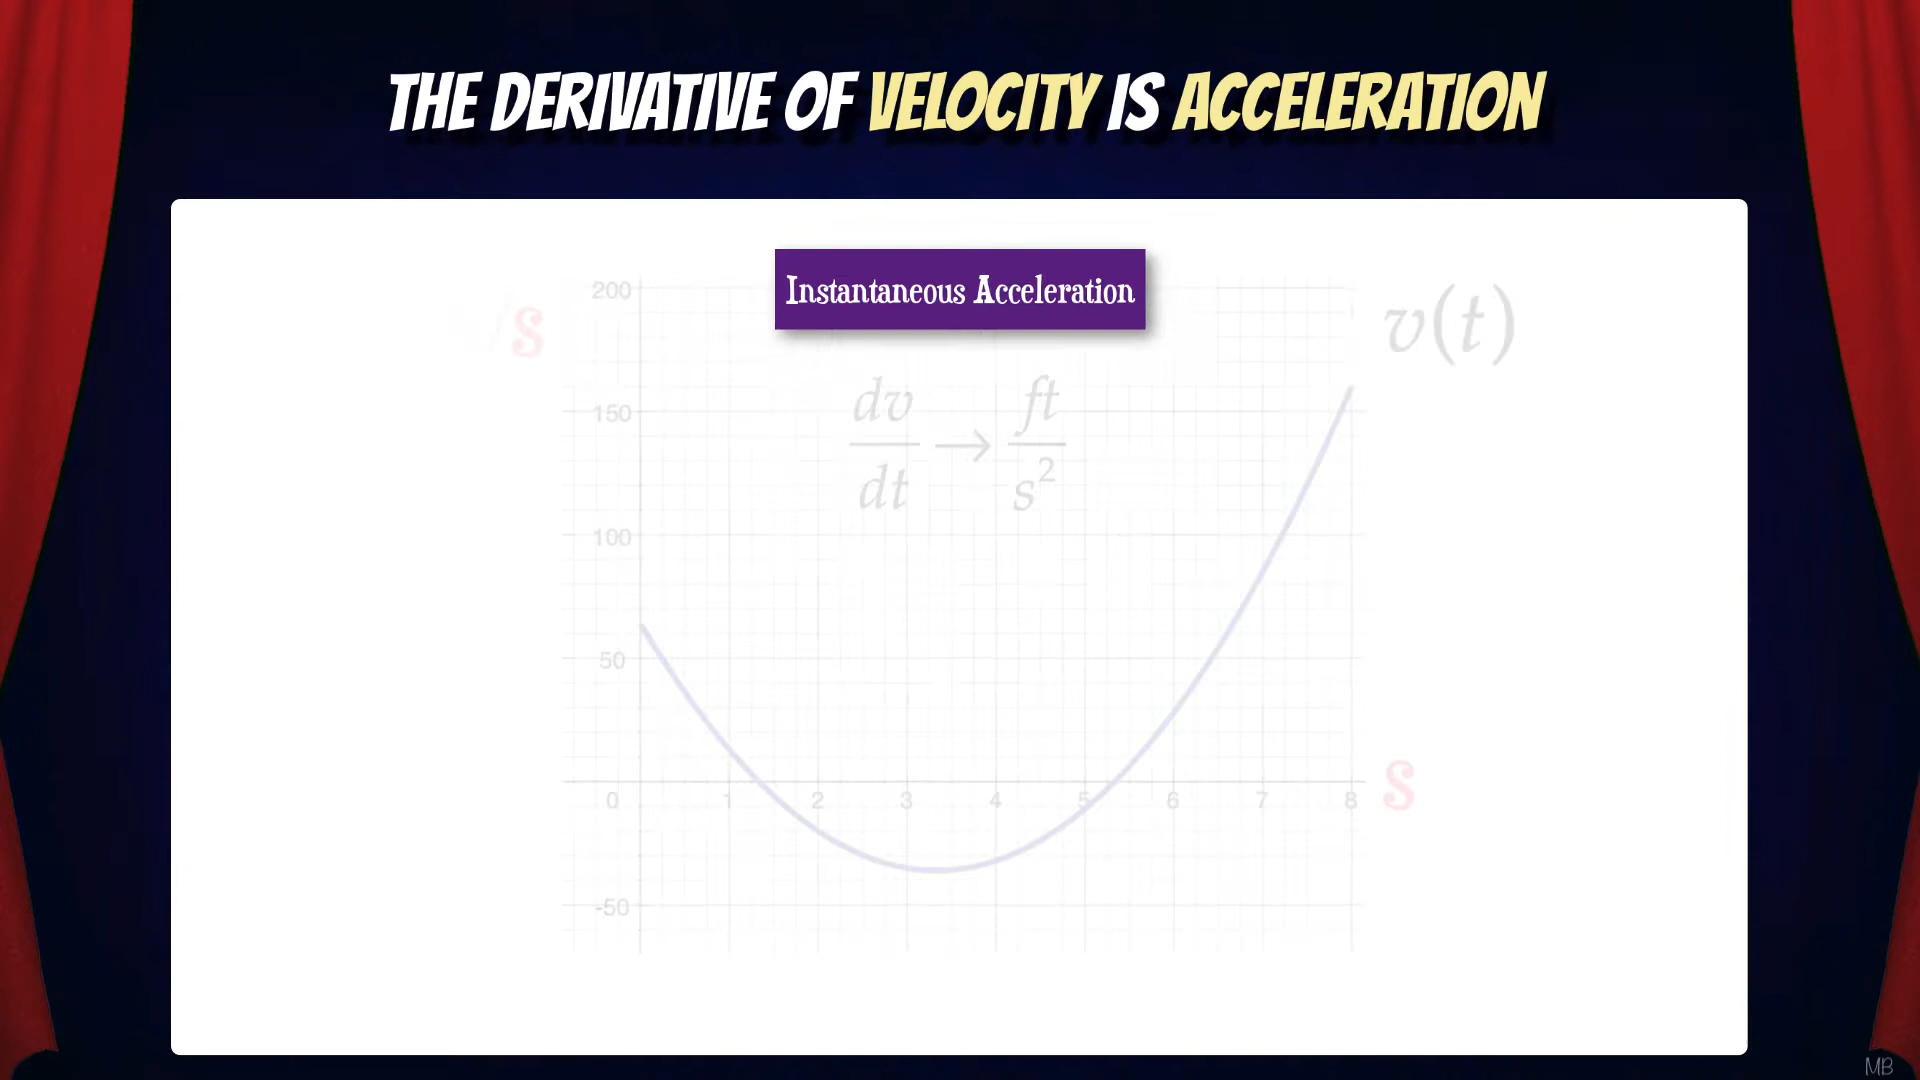 THE DERIVATIVE OF VELOCITY IS ACCELERATION
Instantaneous Acceleration
/s
v(t)
dv/dt → ft/s²
200
150
100
50
0 1 2 3 4 5 6 7 8
s
-50
MB